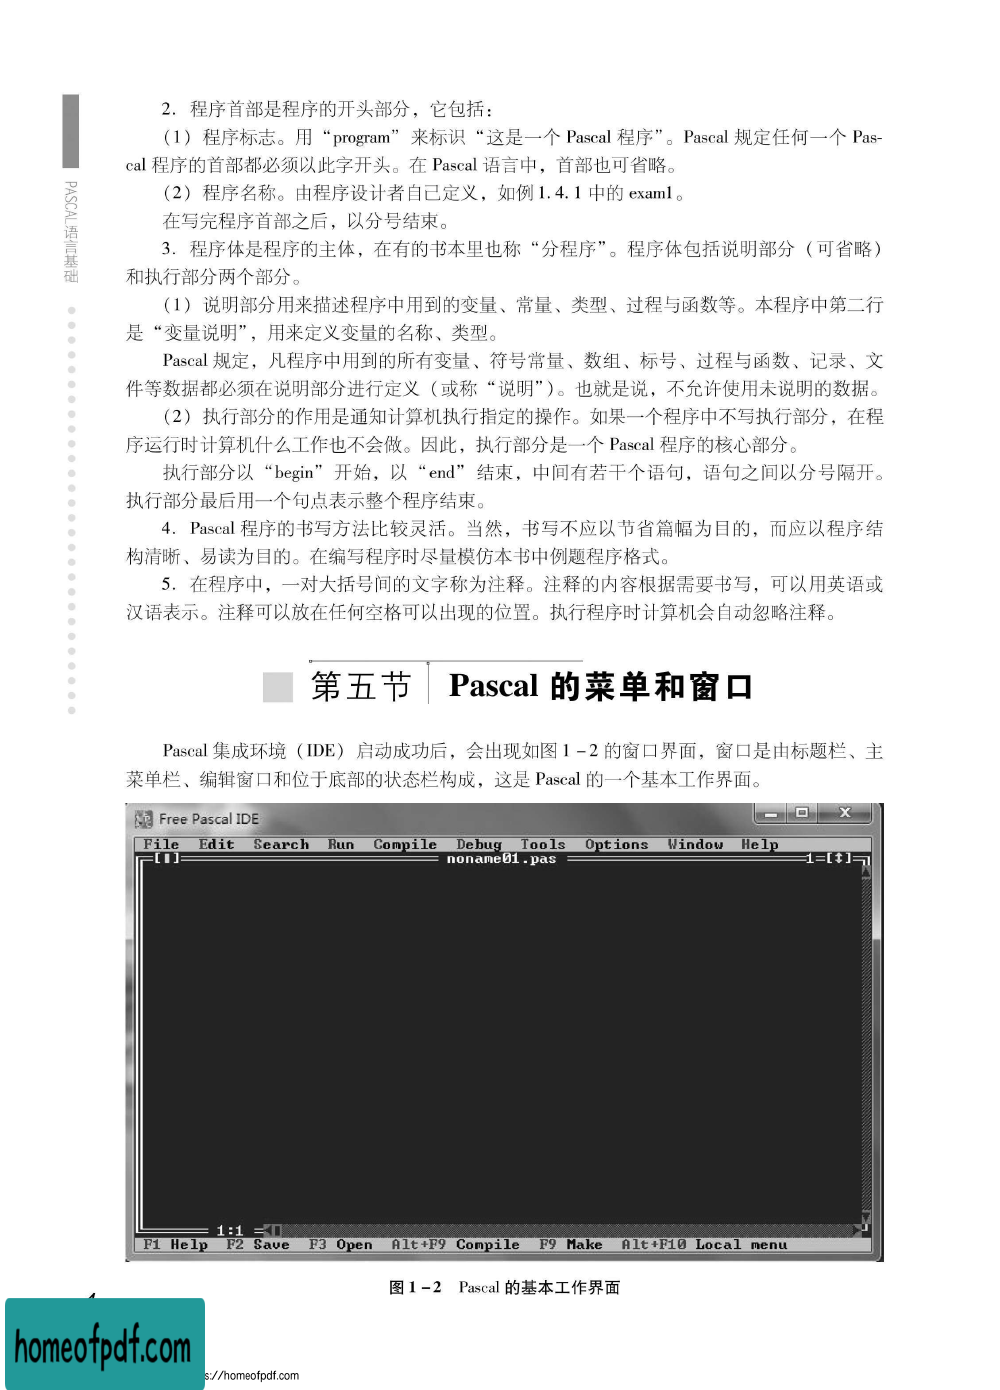 2. 程序首部是程序的开头部分，它包括：
(1) 程序标志。用“program”来标识“这是一个 Pascal 程序”。Pascal 规定任何一个 Pas-
cal 程序的首部都必须以此字开头。在 Pascal 语言中，首部也可省略。
(2) 程序名称。由程序设计者自己定义，如例 1.4.1 中的 exam1。
在写完程序首部之后，以分号结束。
3. 程序体是程序的主体，在有的书本里也称“分程序”。程序体包括说明部分（可省略）
和执行部分两个部分。
(1) 说明部分用来描述程序中用到的变量、常量、类型、过程与函数等。本程序中第二行
是“变量说明”，用来定义变量的名称、类型。
Pascal 规定，凡程序中用到的所有变量、符号常量、数组、标号、过程与函数、记录、文
件等数据都必须在说明部分进行定义（或称“说明”）。也就是说，不允许使用未说明的数据。
(2) 执行部分的作用是通知计算机执行指定的操作。如果一个程序中不写执行部分，在程
序运行时计算机什么工作也不会做。因此，执行部分是一个 Pascal 程序的核心部分。
执行部分以“begin”开始，以“end”结束，中间有若干个语句，语句之间以分号隔开。
执行部分最后用一个句点表示整个程序结束。
4. Pascal 程序的书写方法比较灵活。当然，书写不应以节省篇幅为目的，而应以程序结
构清晰、易读为目的。在编写程序时尽量模仿本书中例题程序格式。
5. 在程序中，一对大括号间的文字称为注释。注释的内容根据需要书写，可以用英语或
汉语表示。注释可以放在任何空格可以出现的位置。执行程序时计算机会自动忽略注释。
PASCAL语言基础
第五节 Pascal 的菜单和窗口
Pascal 集成环境（IDE）启动成功后，会出现如图 1-2 的窗口界面，窗口是由标题栏、主
菜单栏、编辑窗口和位于底部的状态栏构成，这是 Pascal 的一个基本工作界面。
Free Pascal IDE
File Edit Search Run Compile Debug Tools Options Window Help
noname01.pas 1=[↕]
1:1
F1 Help F2 Save F3 Open Alt+F9 Compile F9 Make Alt+F10 Local menu
图 1-2 Pascal 的基本工作界面
homeofpdf.com
s://homeofpdf.com